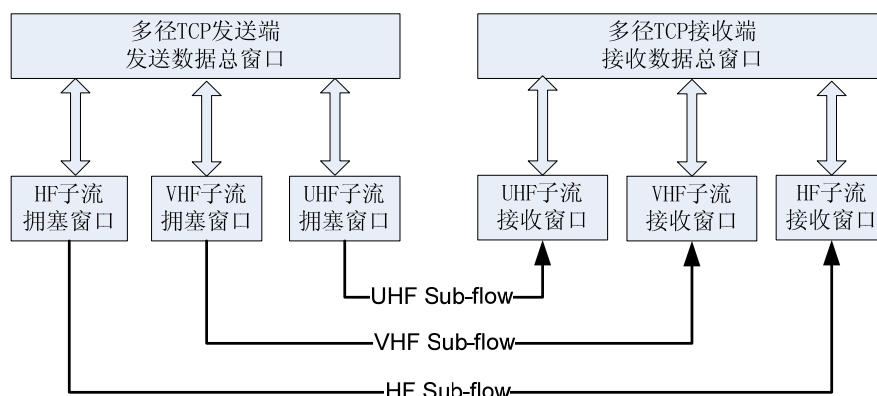 多径TCP发送端
发送数据总窗口
多径TCP接收端
接收数据总窗口
HF子流
拥塞窗口
VHF子流
拥塞窗口
UHF子流
拥塞窗口
UHF子流
接收窗口
VHF子流
接收窗口
HF子流
接收窗口
UHF Sub-flow
VHF Sub-flow
HF Sub-flow